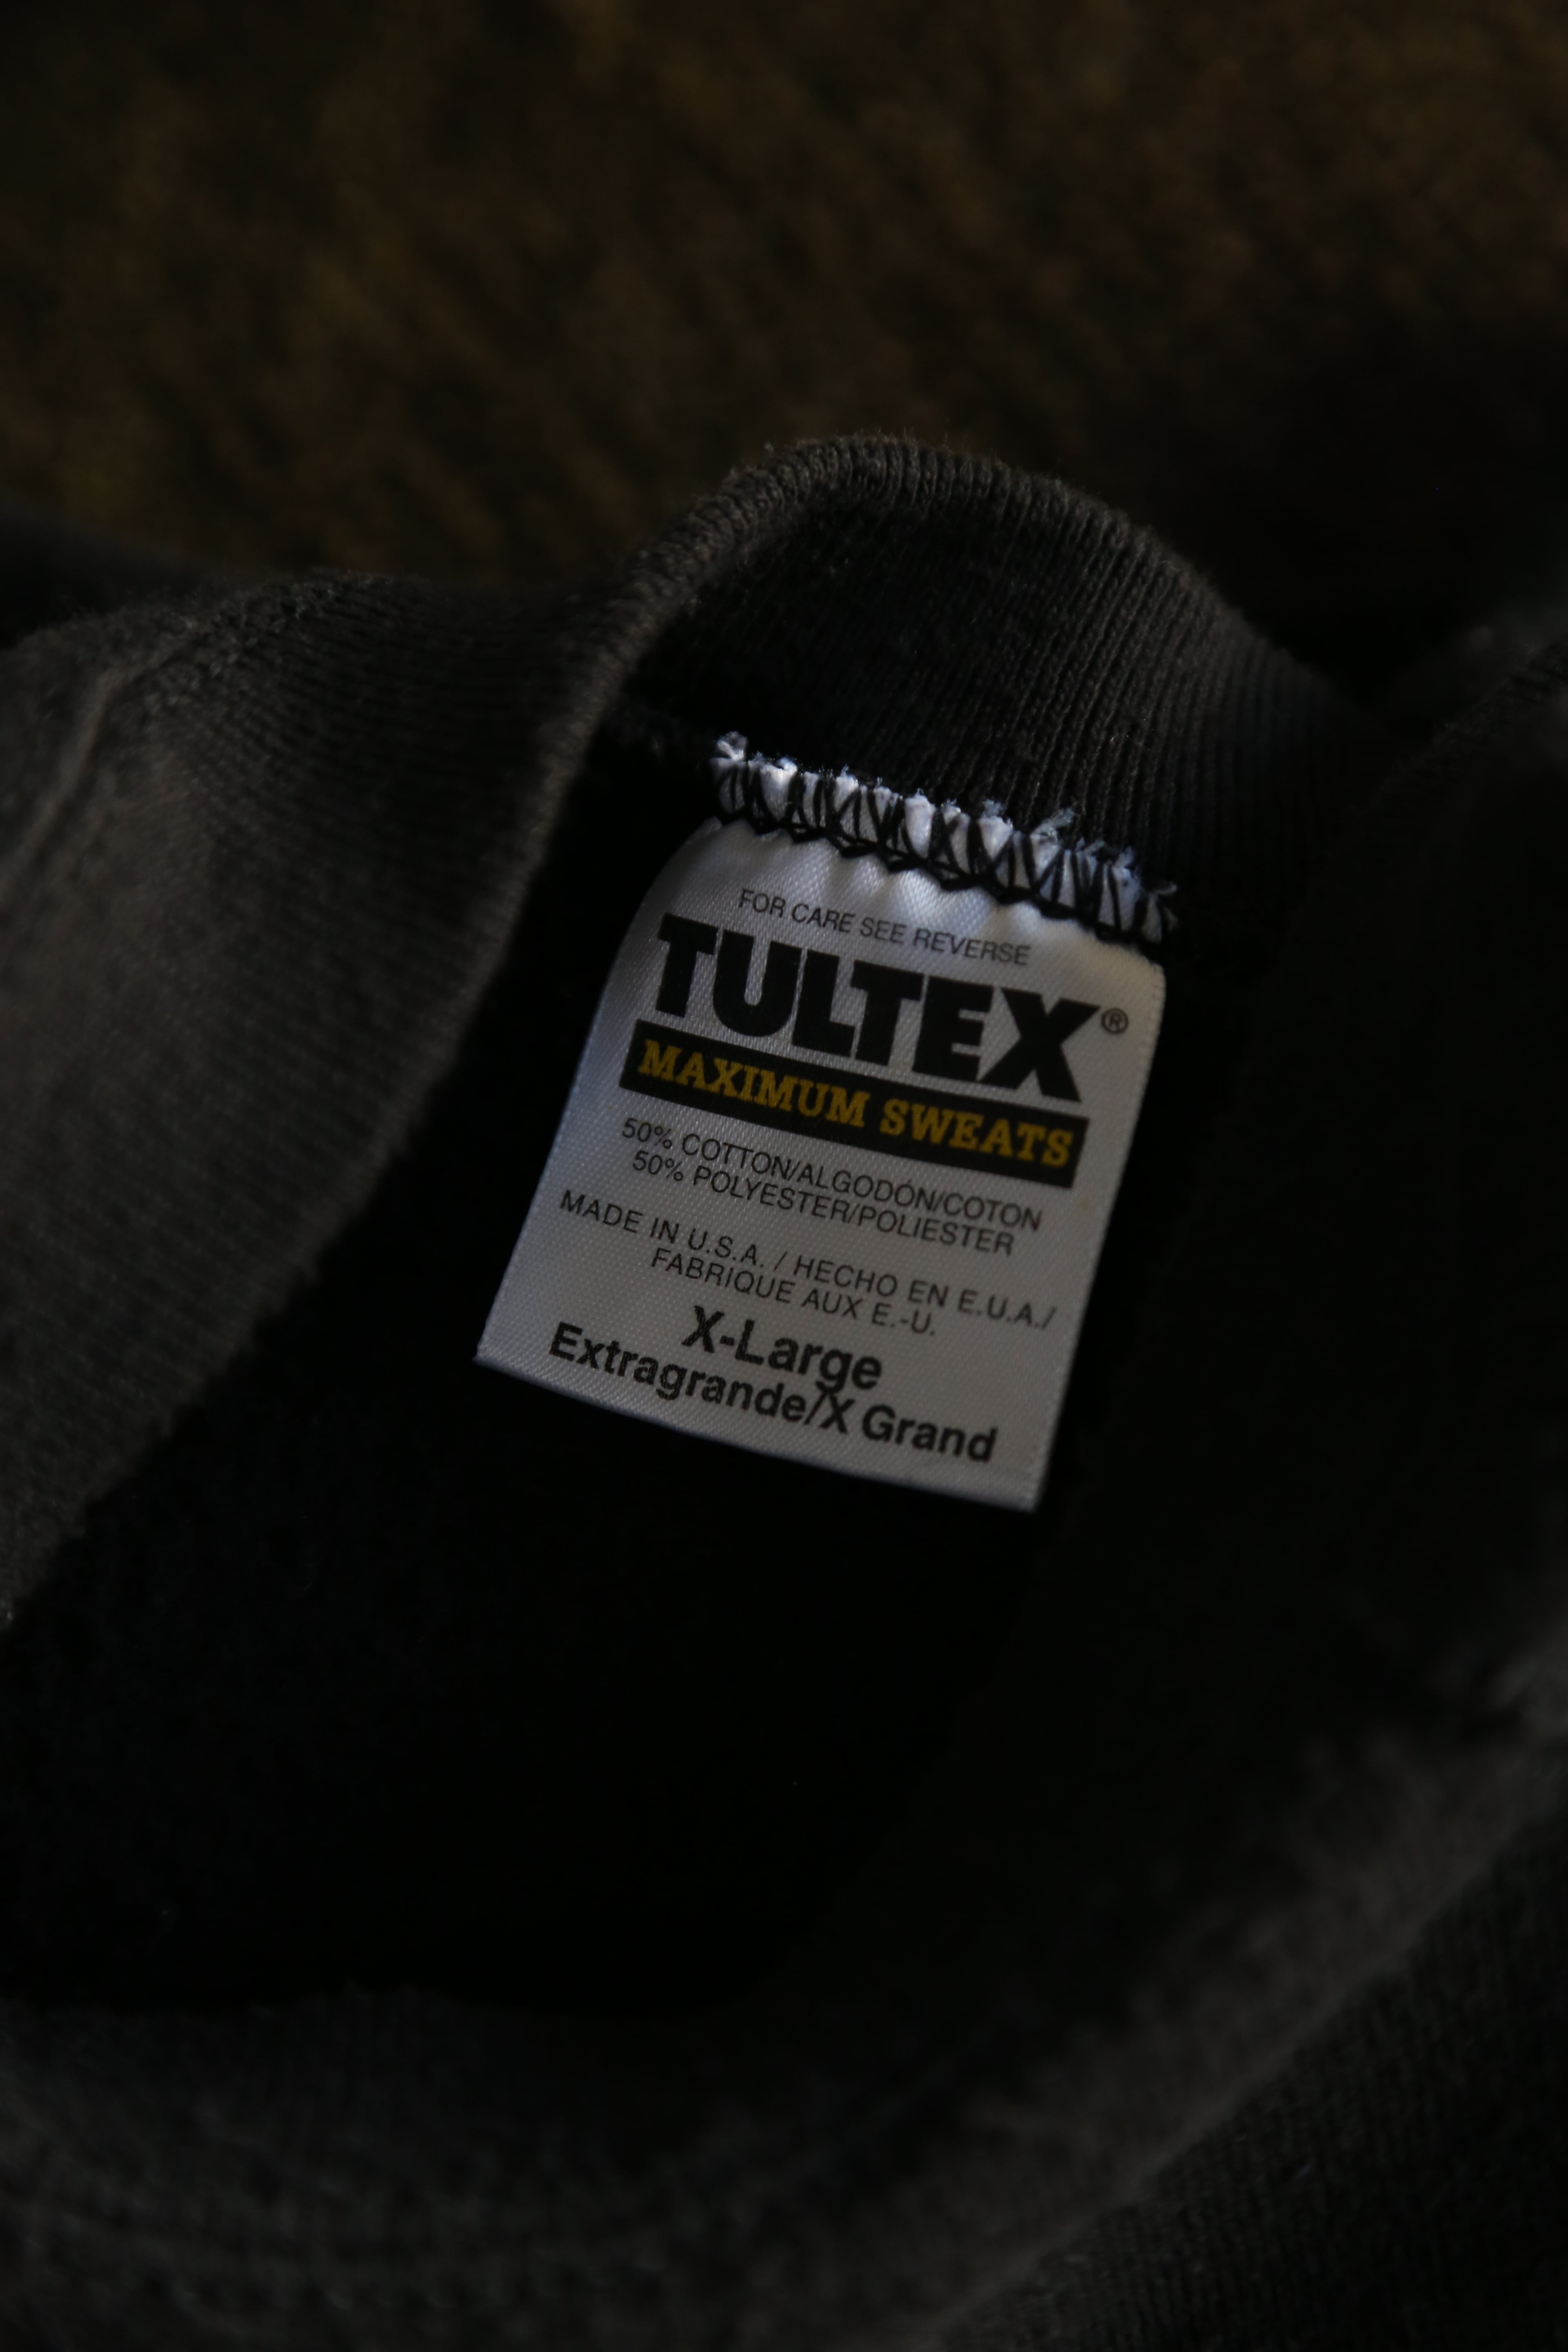 FOR CARE SEE REVERSE
TULTEX®
MAXIMUM SWEATS
50% COTTON/ALGODÓN/COTON
50% POLYESTER/POLIESTER
MADE IN U.S.A. / HECHO EN E.U.A./
FABRIQUE AUX E.-U.
X-Large
Extragrande/X Grand